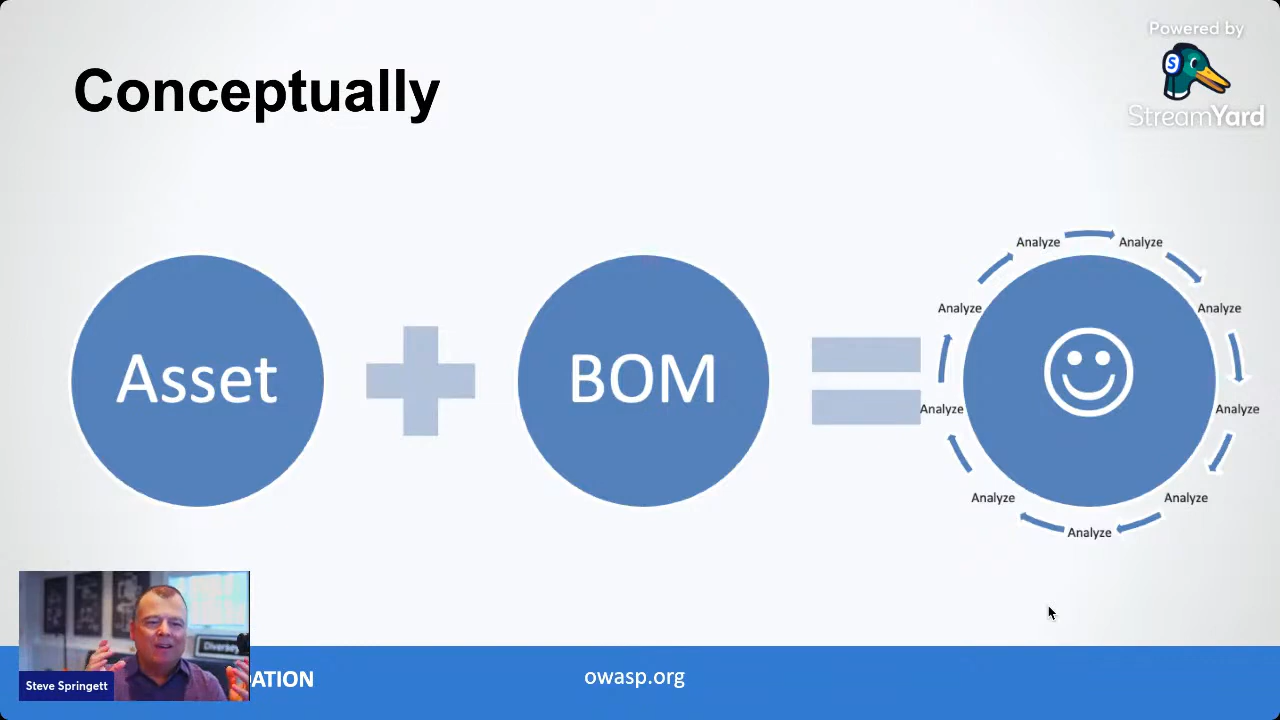 Powered by
S
StreamYard
Conceptually
Asset
BOM
Analyze
Analyze
Analyze
Analyze
Analyze
Analyze
Analyze
Analyze
Analyze
Steve Springett
ATION
owasp.org